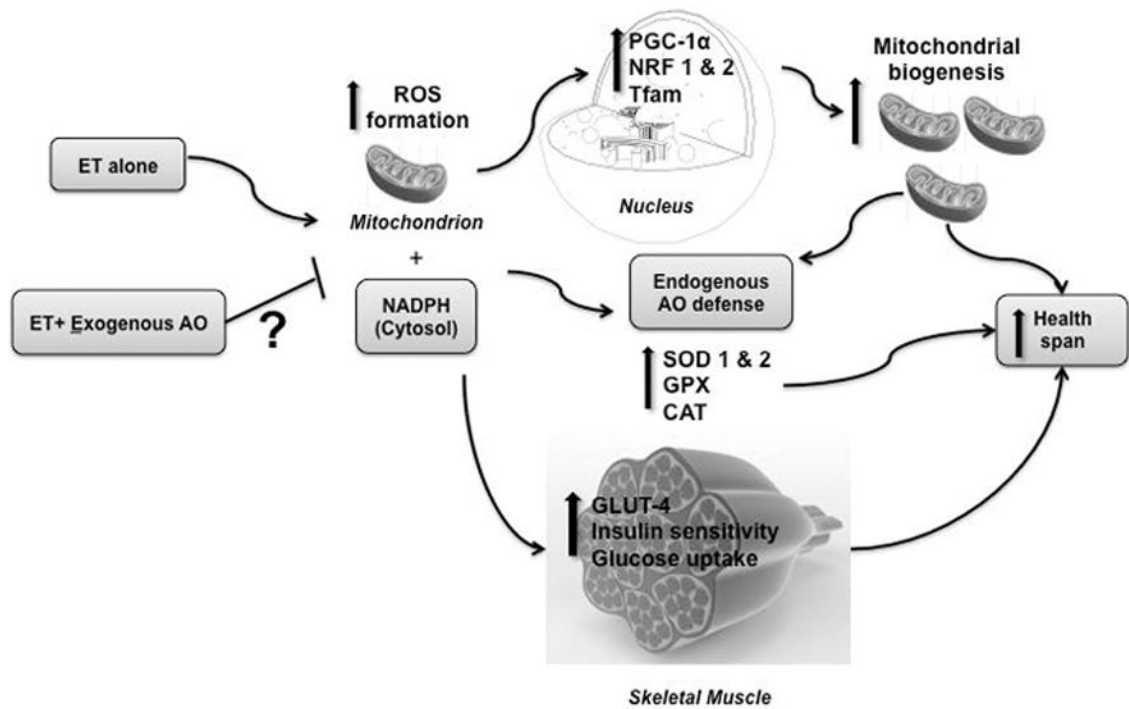 ET alone
ET+ Exogenous AO
?
ROS
formation
Mitochondrion
+
NADPH
(Cytosol)
PGC-1α
NRF 1 & 2
Tfam
Nucleus
Mitochondrial
biogenesis
Endogenous
AO defense
SOD 1 & 2
GPX
CAT
Health
span
GLUT-4
Insulin sensitivity
Glucose uptake
Skeletal Muscle